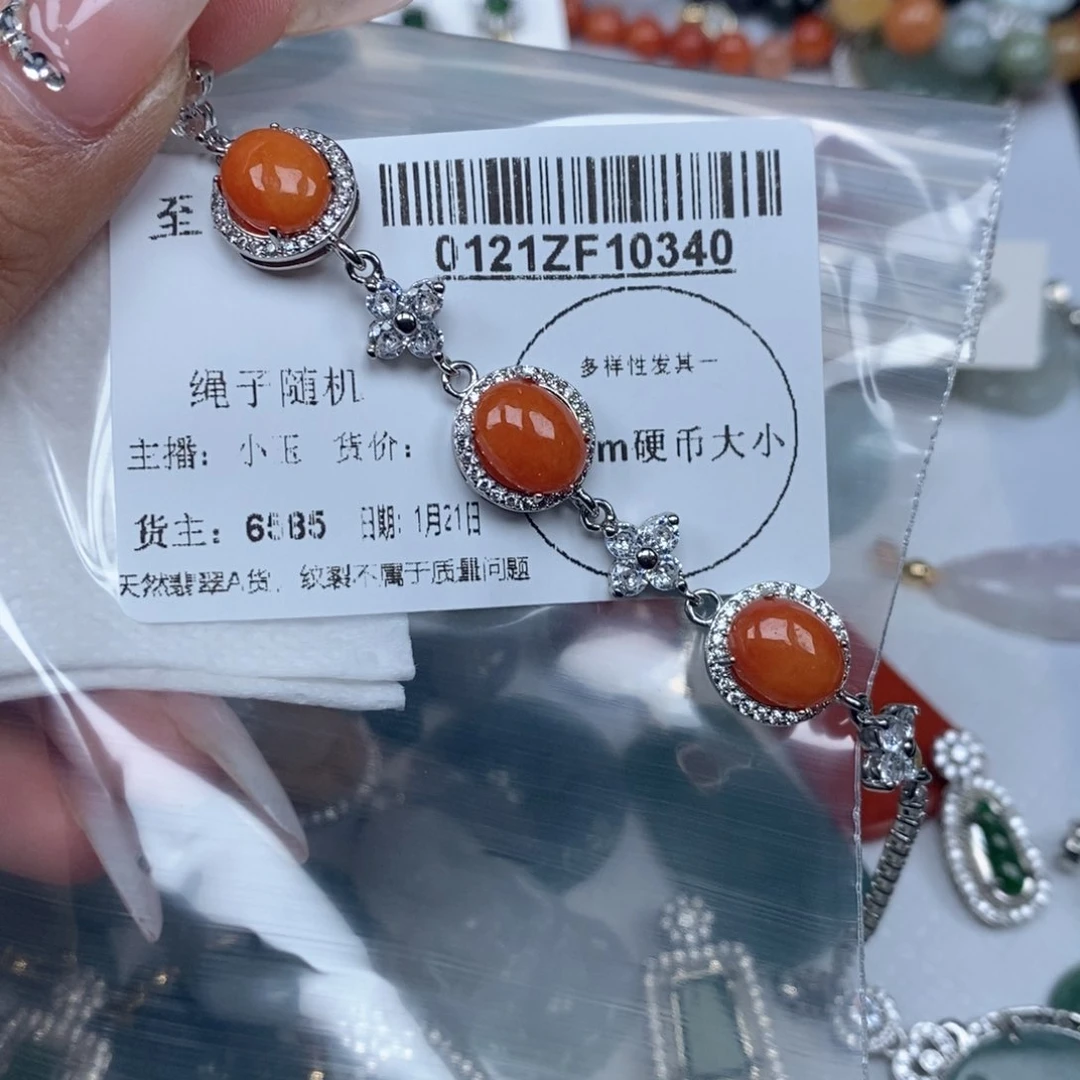 至
0121ZF10340
多样性发其一
绳子随机
m硬币大小
主播: 小玉 货价:
货主: 6585 日期: 1月21日
天然翡翠A货, 纹裂不属于质量问题